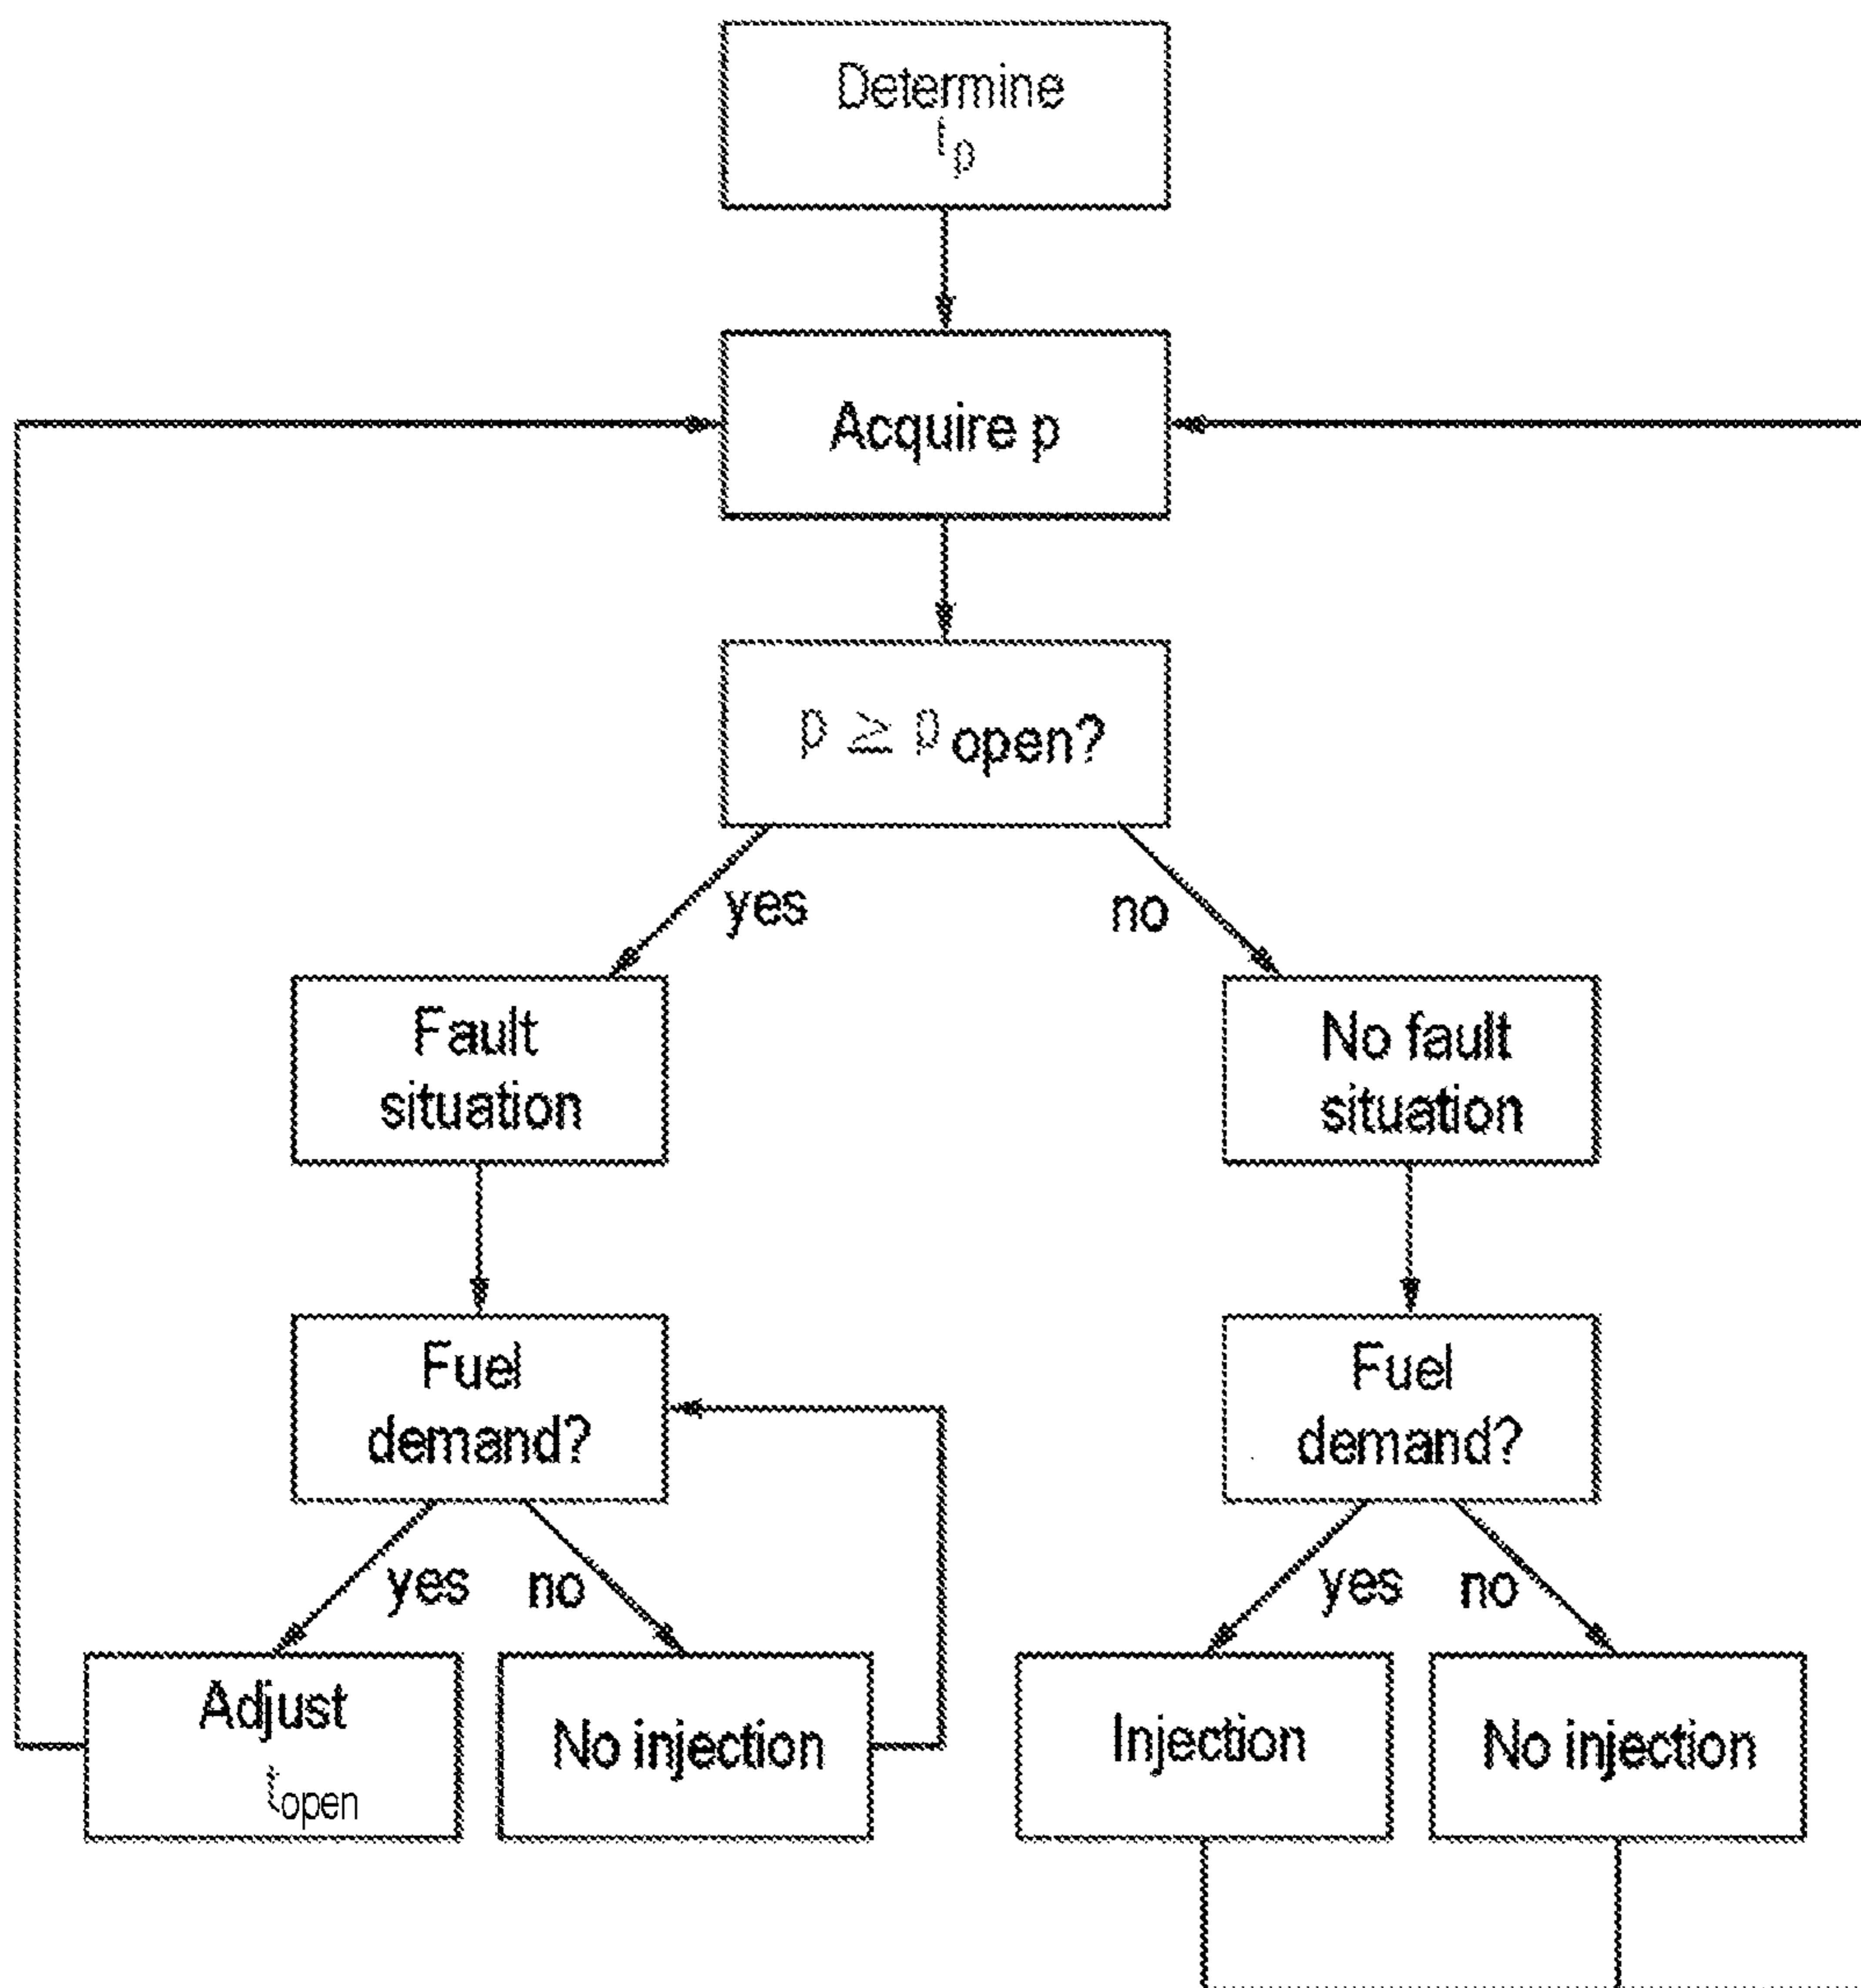 Determine
tp
Acquire p
p ≥ p open?
yes
no
Fault
situation
No fault
situation
Fuel
demand?
Fuel
demand?
yes
no
yes
no
Adjust
topen
No injection
Injection
No injection